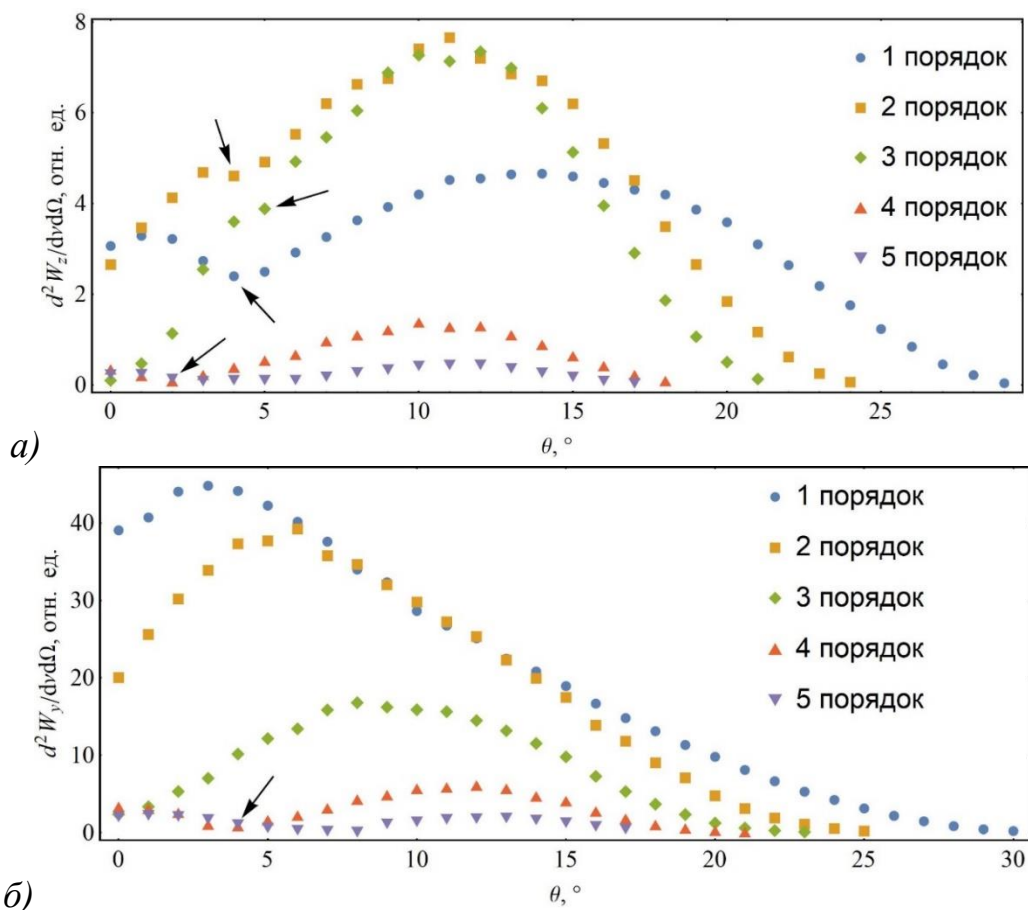 8
6
4
2
0
d²W_z/dνdΩ, отн. ед.
1 порядок
2 порядок
3 порядок
4 порядок
5 порядок
0 5 10 15 20 25
θ, °
а)
40
30
20
10
0
d²W_y/dνdΩ, отн. ед.
1 порядок
2 порядок
3 порядок
4 порядок
5 порядок
0 5 10 15 20 25 30
θ, °
б)